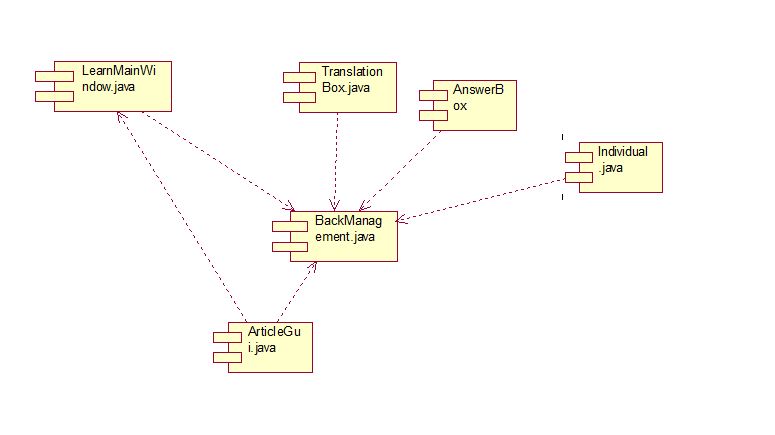 LearnMainWi
ndow.java
Translation
Box.java
AnswerB
ox
Individual
.java
BackManag
ement.java
ArticleGu
i.java